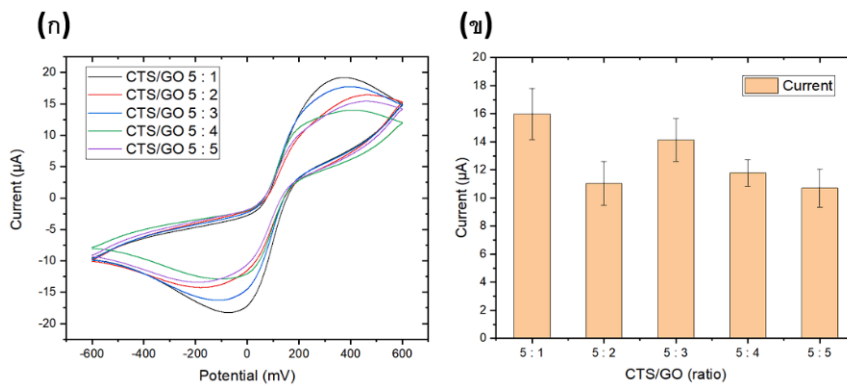 (ก)
CTS/GO 5 : 1
CTS/GO 5 : 2
CTS/GO 5 : 3
CTS/GO 5 : 4
CTS/GO 5 : 5
20
15
10
5
0
-5
-10
-15
-20
Current (µA)
-600 -400 -200 0 200 400 600
Potential (mV)
(ข)
Current
20
18
16
14
12
10
8
6
4
2
0
Current (µA)
5 : 1 5 : 2 5 : 3 5 : 4 5 : 5
CTS/GO (ratio)